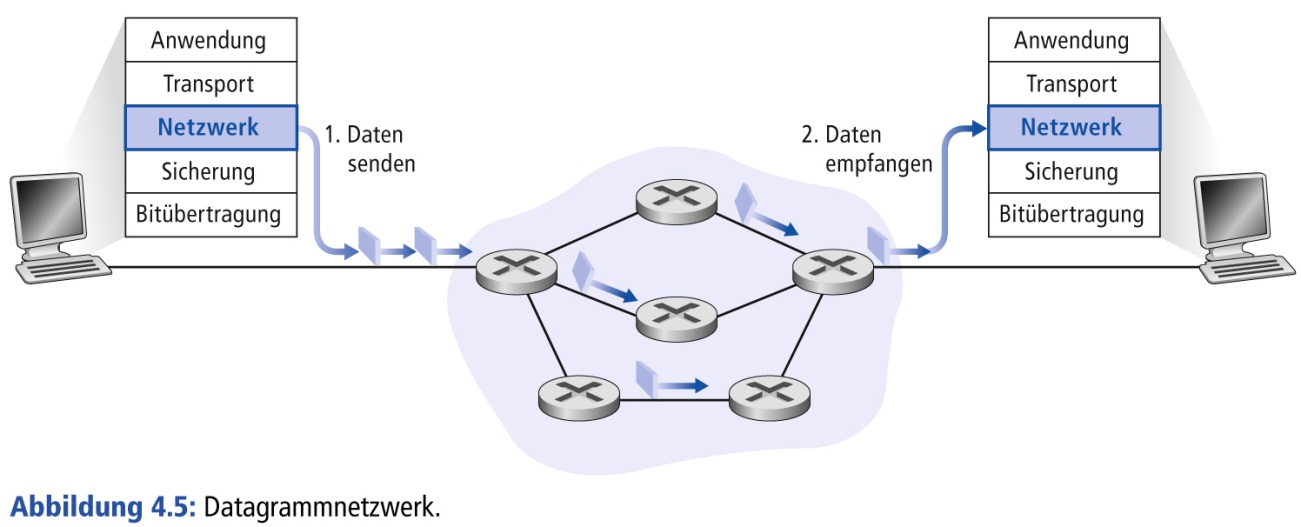 Anwendung
Transport
Netzwerk
Sicherung
Bitübertragung
1. Daten
senden
2. Daten
empfangen
Anwendung
Transport
Netzwerk
Sicherung
Bitübertragung
Abbildung 4.5: Datagrammnetzwerk.